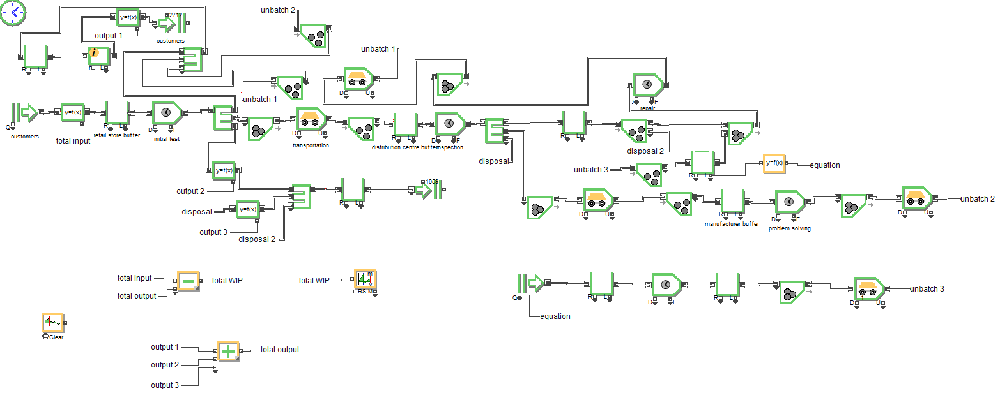 unbatch 2
y=f(x)
2712
output 1
customers
unbatch 1
i
R L
r L
D U
unbatch 1
X F
repair
y=f(x)
Q
customers
total input
R L
retail store buffer
D F
initial test
D U
transportation
R L
distribution centre buffer
D F
inspection
R L
disposal
disposal 2
unbatch 3
R L
y=f(x)
equation
y=f(x)
output 2
1659
R L
disposal
y=f(x)
output 3
disposal 2
D U
R L
manufacturer buffer
D F
problem solving
D U
unbatch 2
total input
total output
total WIP
total WIP
m
v
RS M
Q
equation
R L
D F
R L
D U
unbatch 3
Clear
output 1
output 2
output 3
total output